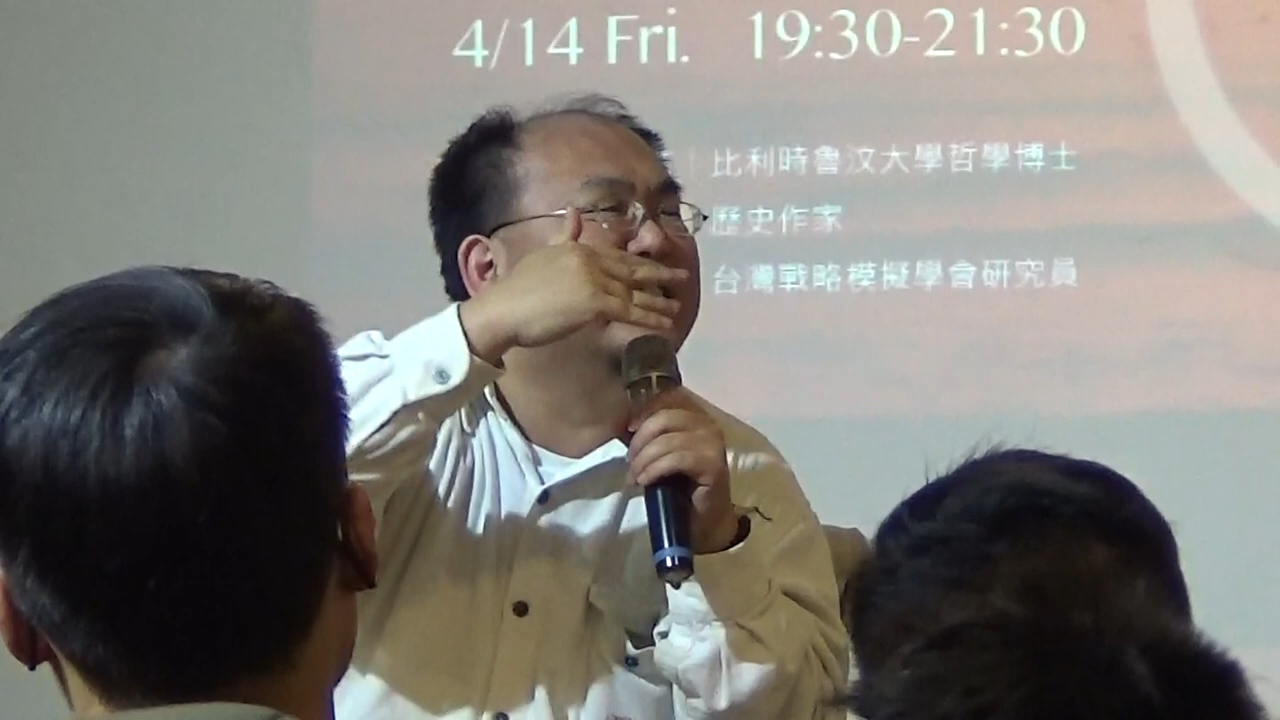 4/14 Fri. 19:30-21:30
比利時魯汶大學哲學博士
歷史作家
台灣戰略模擬學會研究員